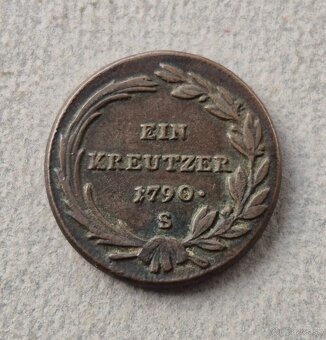 EIN
KREUTZER
1790·
S